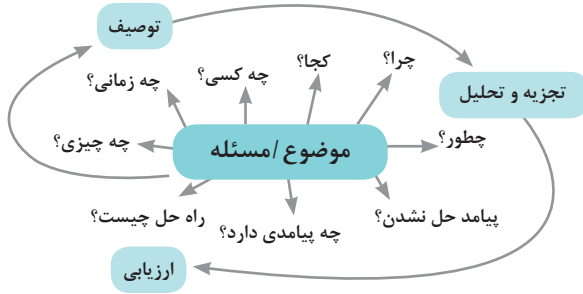 توصیف
کجا؟
چرا؟
چه کسی؟
چه زمانی؟
تجزیه و تحلیل
چطور؟
موضوع/مسئله
چه چیزی؟
پیامد حل نشدن؟
چه پیامدی دارد؟
راه حل چیست؟
ارزیابی